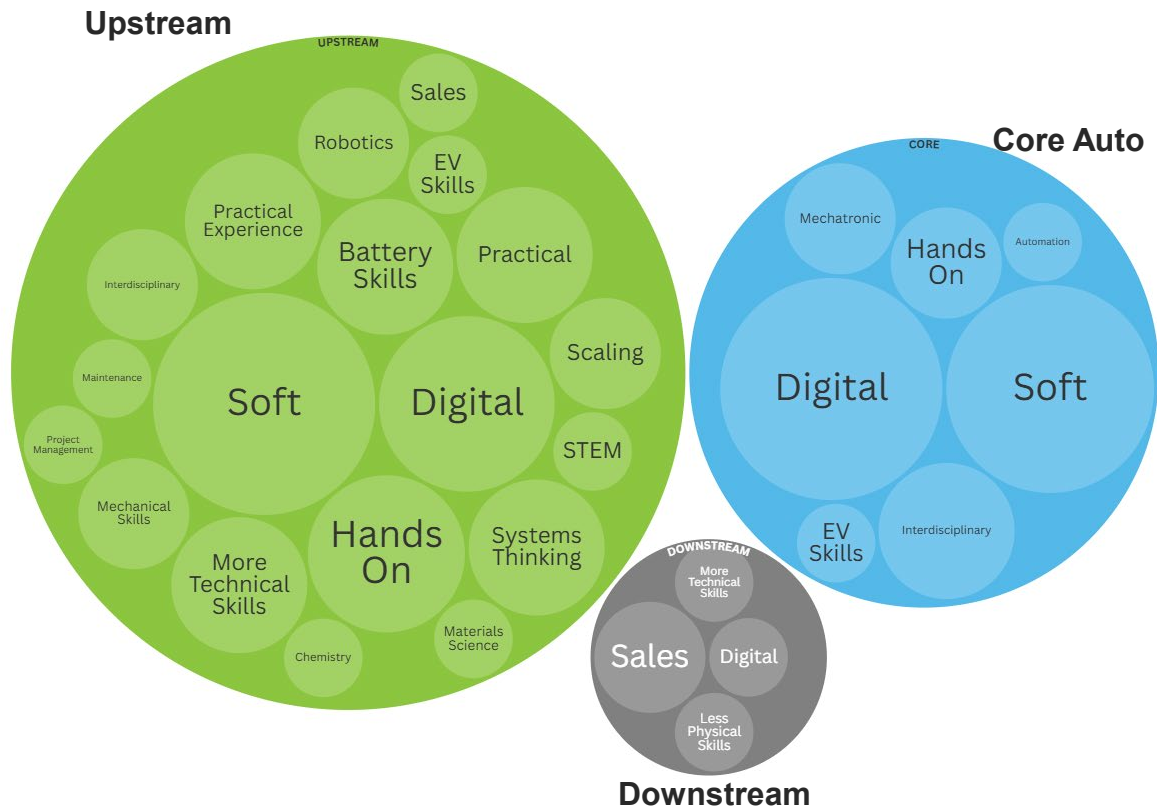 Upstream
UPSTREAM
Sales
Robotics
EV
Skills
Practical
Experience
Battery
Skills
Practical
Interdisciplinary
Scaling
Maintenance
Soft
Digital
Project
Management
STEM
Mechanical
Skills
Hands
On
Systems
Thinking
More
Technical
Skills
Materials
Science
Chemistry
Core Auto
CORE
Mechatronic
Hands
On
Automation
Digital
Soft
EV
Skills
Interdisciplinary
DOWNSTREAM
More
Technical
Skills
Sales
Digital
Less
Physical
Skills
Downstream